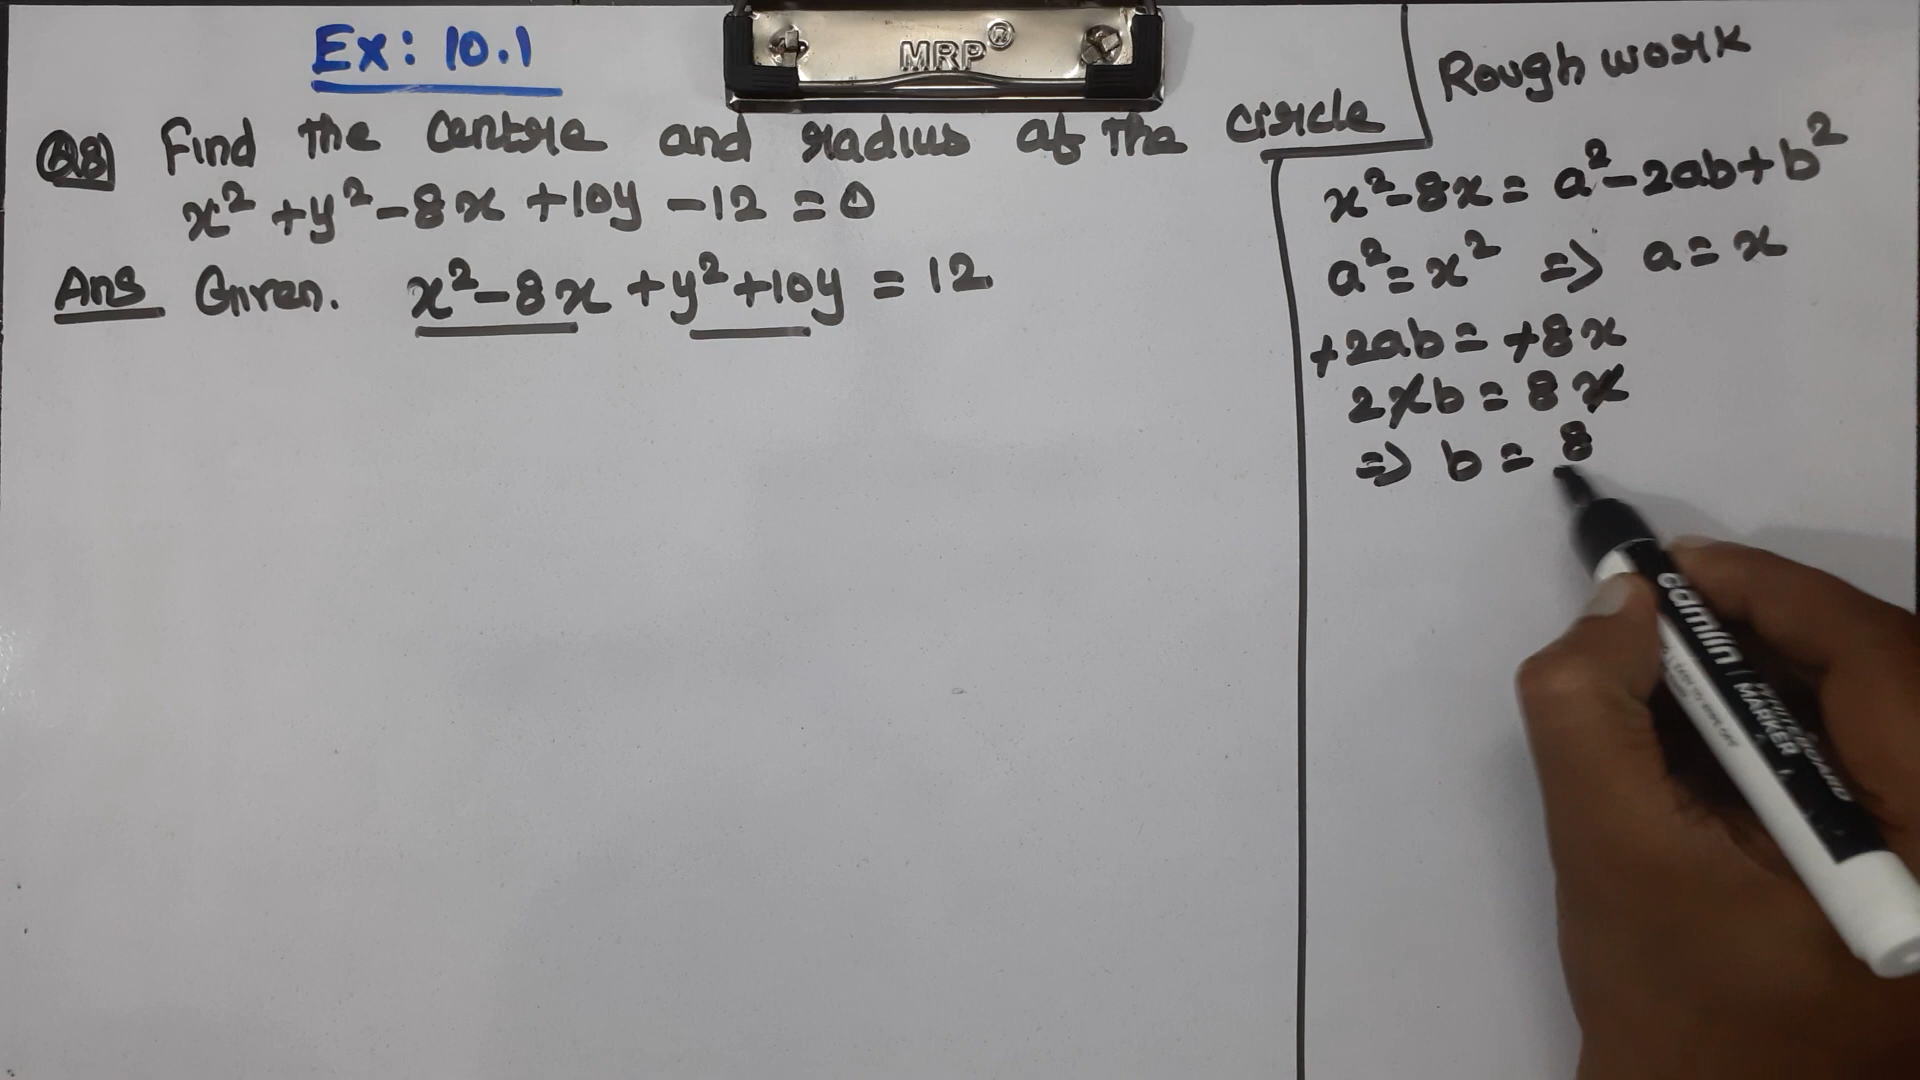 Ex: 10.1
MRP®
Q8) Find the centre and radius of the circle
x² + y² - 8x + 10y - 12 = 0
Ans Given. x² - 8x + y² + 10y = 12
Rough work
x² - 8x = a² - 2ab + b²
a² = x² => a = x
+2ab = +8x
2xb = 8x
=> b = 8
camlin
WHITEBOARD
MARKER